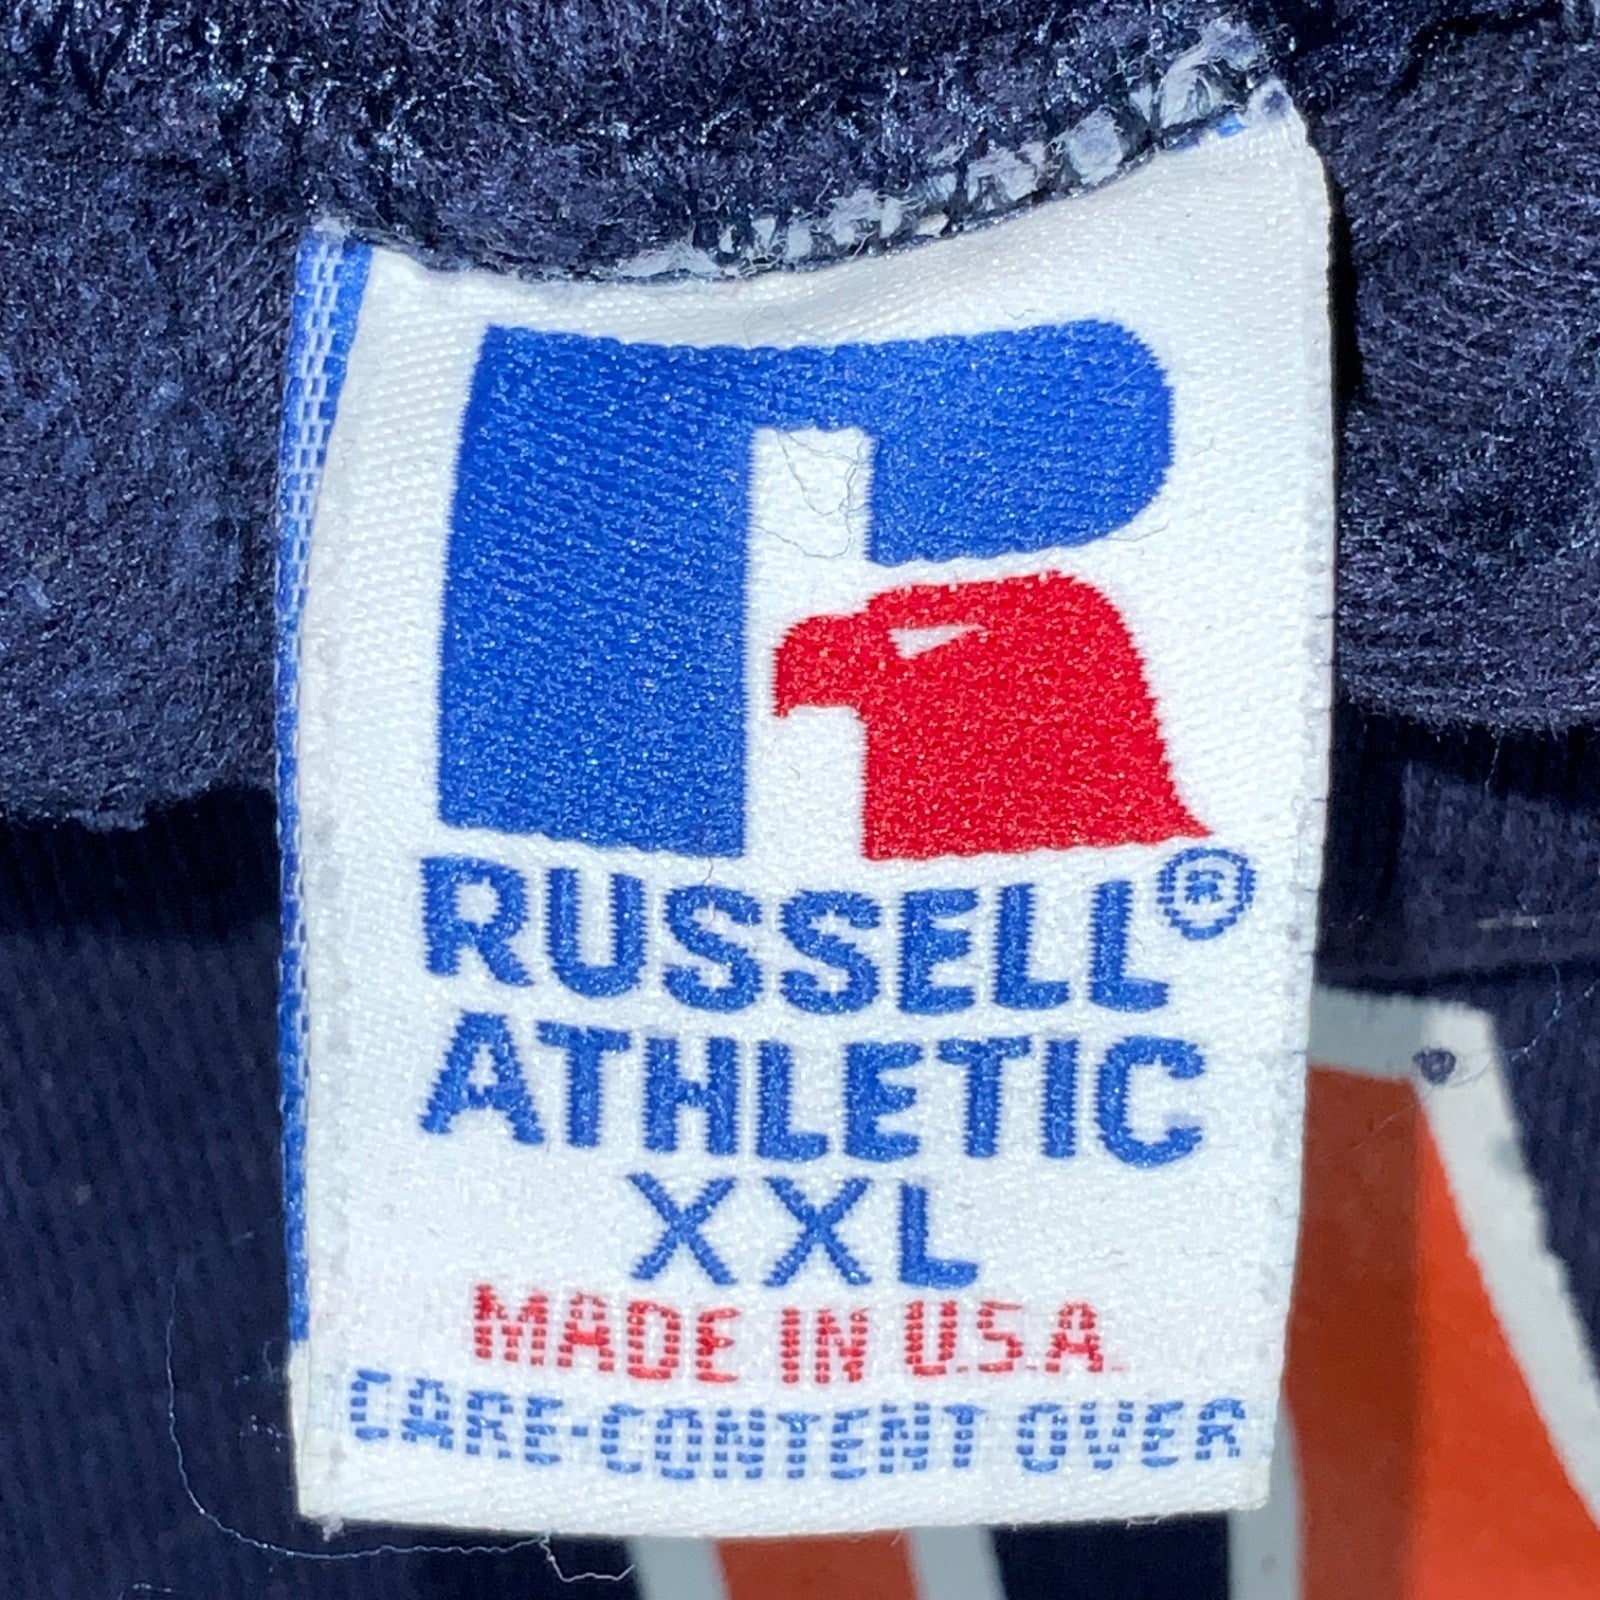 RUSSELL®
ATHLETIC
XXL
MADE IN U.S.A.
CARE-CONTENT OVER